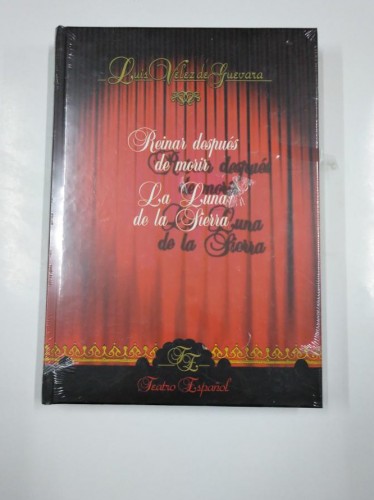 Luis Vélez de Guevara
Reinar después
de morir
La Luna
de la Sierra
TE
Teatro Español